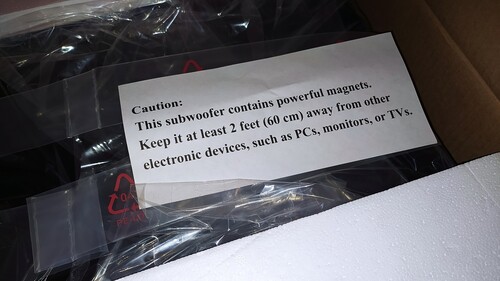 Caution:
This subwoofer contains powerful magnets.
Keep it at least 2 feet (60 cm) away from other
electronic devices, such as PCs, monitors, or TVs.